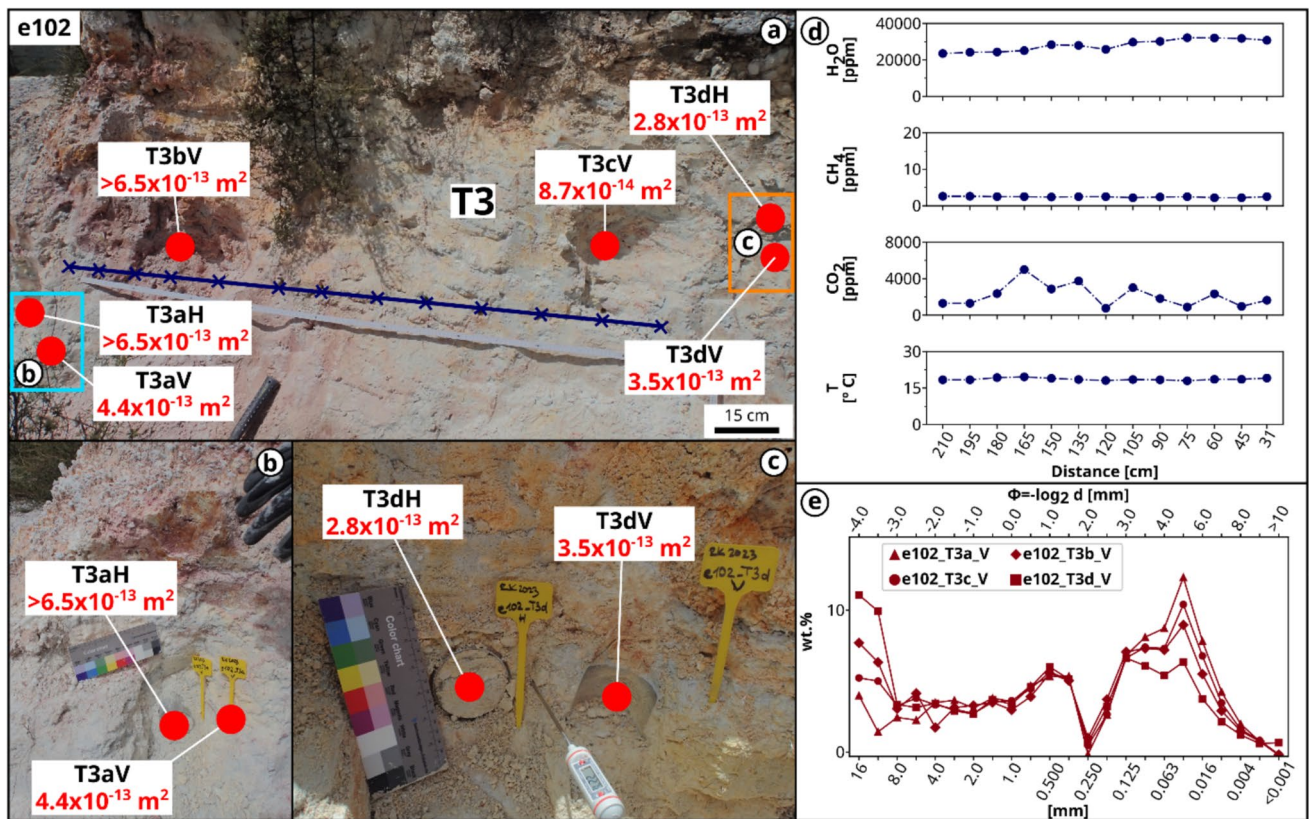 e102
a
T3dH
2.8x10⁻¹³ m²
T3bV
>6.5x10⁻¹³ m²
T3cV
8.7x10⁻¹⁴ m²
T3
c
T3aH
>6.5x10⁻¹³ m²
T3dV
3.5x10⁻¹³ m²
b
T3aV
4.4x10⁻¹³ m²
15 cm
b
T3aH
>6.5x10⁻¹³ m²
T3aV
4.4x10⁻¹³ m²
c
T3dH
2.8x10⁻¹³ m²
T3dV
3.5x10⁻¹³ m²
RK 2023
e102_T3d
H
RK 2023
e102_T3d
V
Color chart
d
40000
20000
0
H₂O
[ppm]
20
10
0
CH₄
[ppm]
8000
4000
0
CO₂
[ppm]
30
15
0
T
[° C]
210 195 180 165 150 135 120 105 90 75 60 45 31
Distance [cm]
e
Φ=-log₂ d [mm]
-4.0 -3.0 -2.0 -1.0 0.0 1.0 2.0 3.0 4.0 6.0 8.0 >10
e102_T3a_V
e102_T3b_V
e102_T3c_V
e102_T3d_V
10
0
wt.%
16 8.0 4.0 2.0 1.0 0.500 0.250 0.125 0.063 0.016 0.004 <0.001
[mm]